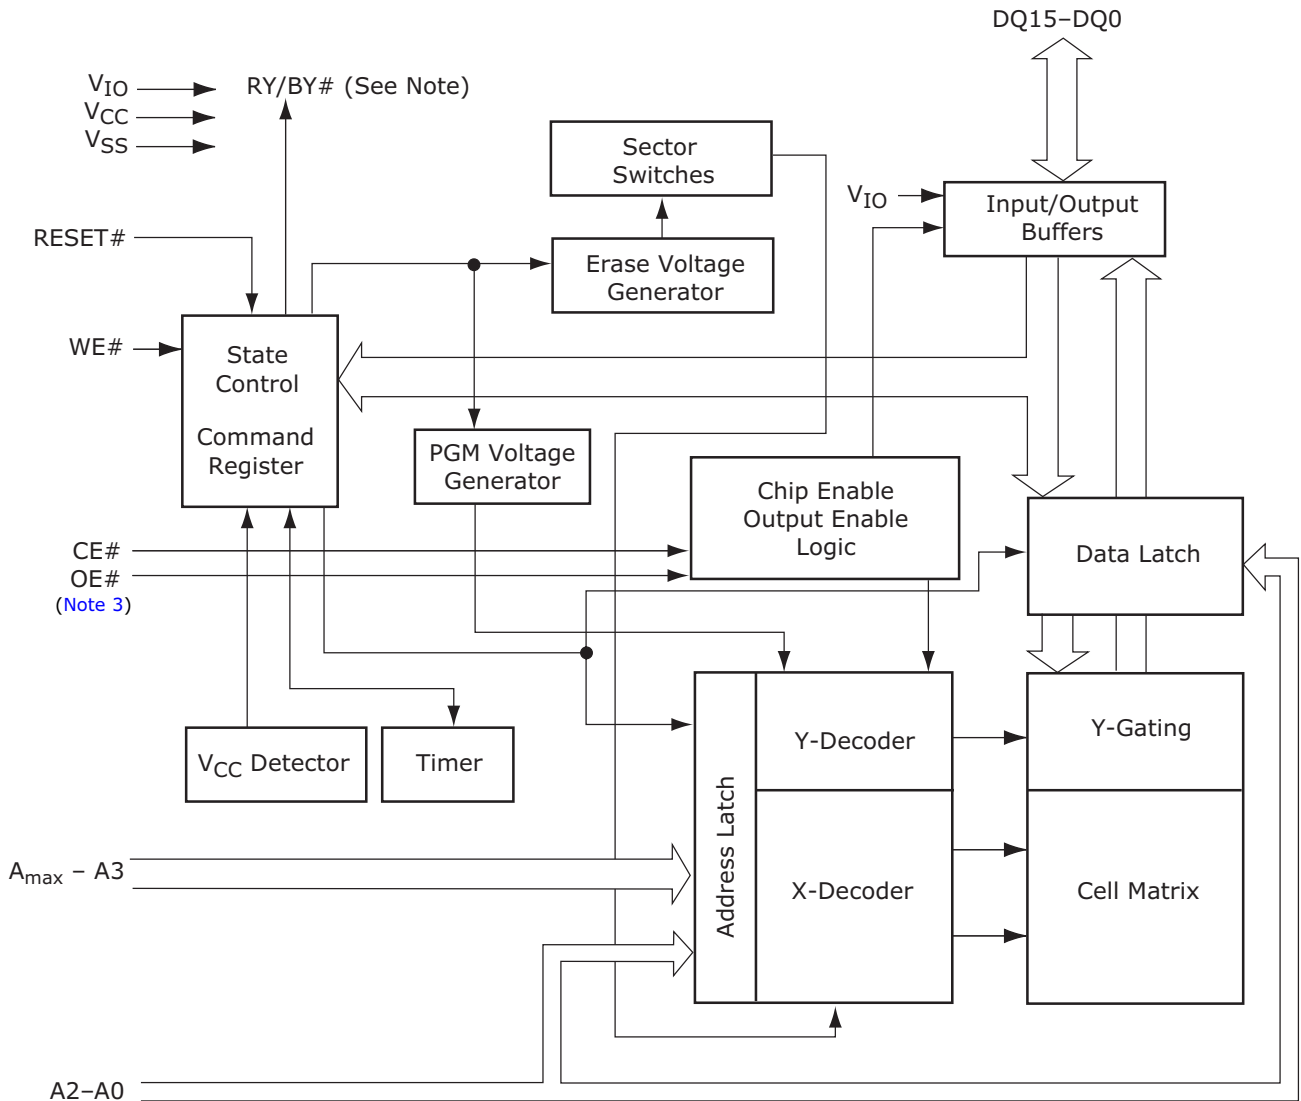 DQ15–DQ0
VIO
VCC
VSS
RY/BY# (See Note)
Sector
Switches
VIO
Input/Output
Buffers
RESET#
Erase Voltage
Generator
WE#
State
Control
Command
Register
PGM Voltage
Generator
Chip Enable
Output Enable
Logic
CE#
OE#
(Note 3)
Data Latch
VCC Detector
Timer
Address Latch
Y-Decoder
Y-Gating
Amax – A3
X-Decoder
Cell Matrix
A2–A0